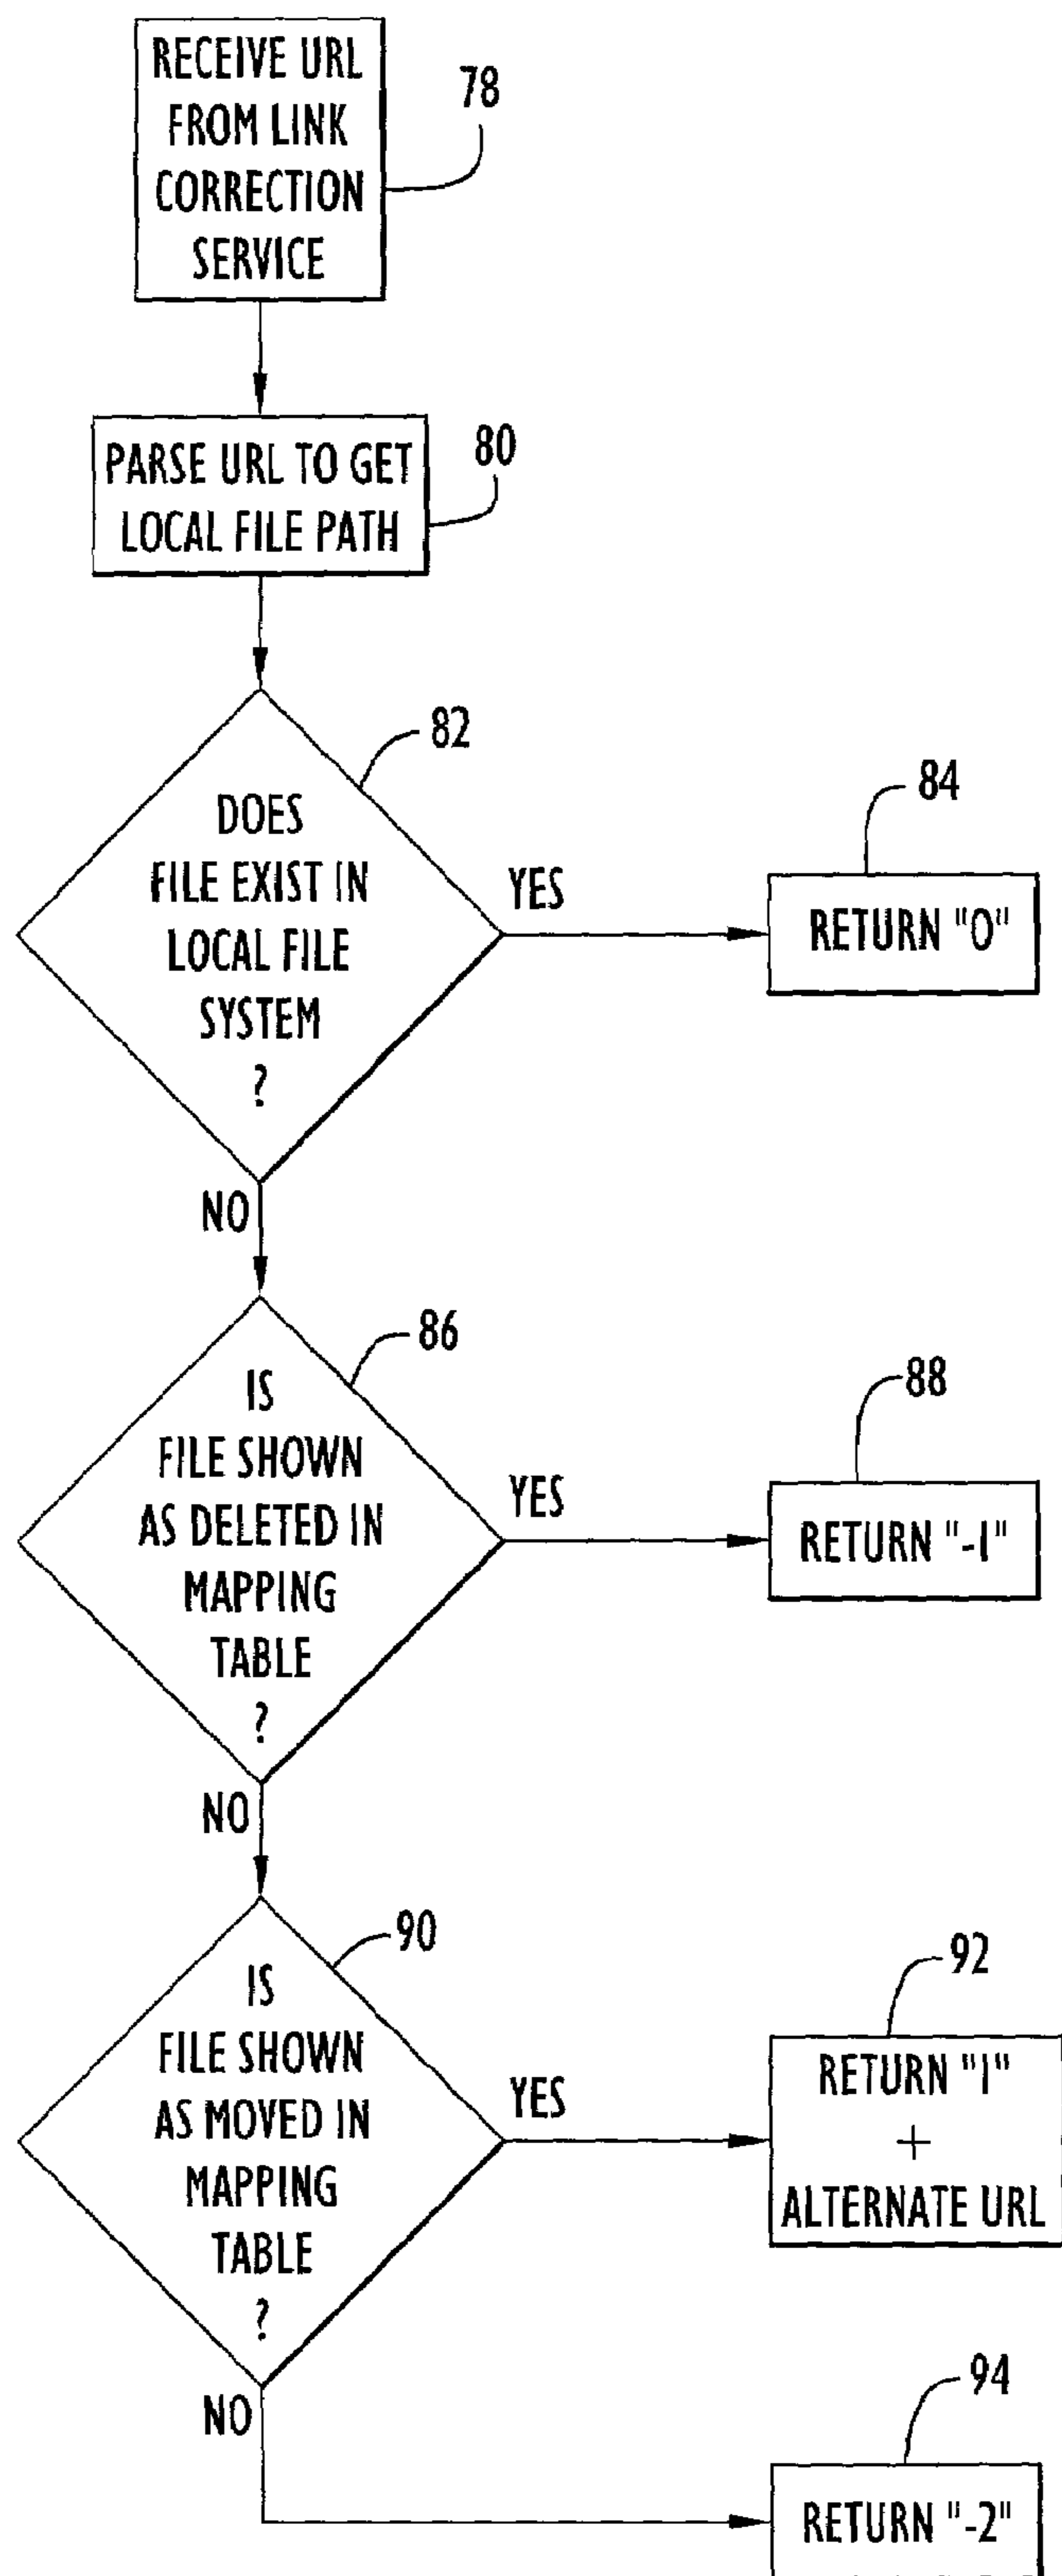 RECEIVE URL
FROM LINK
CORRECTION
SERVICE
78
PARSE URL TO GET
LOCAL FILE PATH
80
82
DOES
FILE EXIST IN
LOCAL FILE
SYSTEM
?
YES
84
RETURN "0"
NO
86
IS
FILE SHOWN
AS DELETED IN
MAPPING
TABLE
?
YES
88
RETURN "-1"
NO
90
IS
FILE SHOWN
AS MOVED IN
MAPPING
TABLE
?
YES
92
RETURN "1"
+
ALTERNATE URL
NO
94
RETURN "-2"